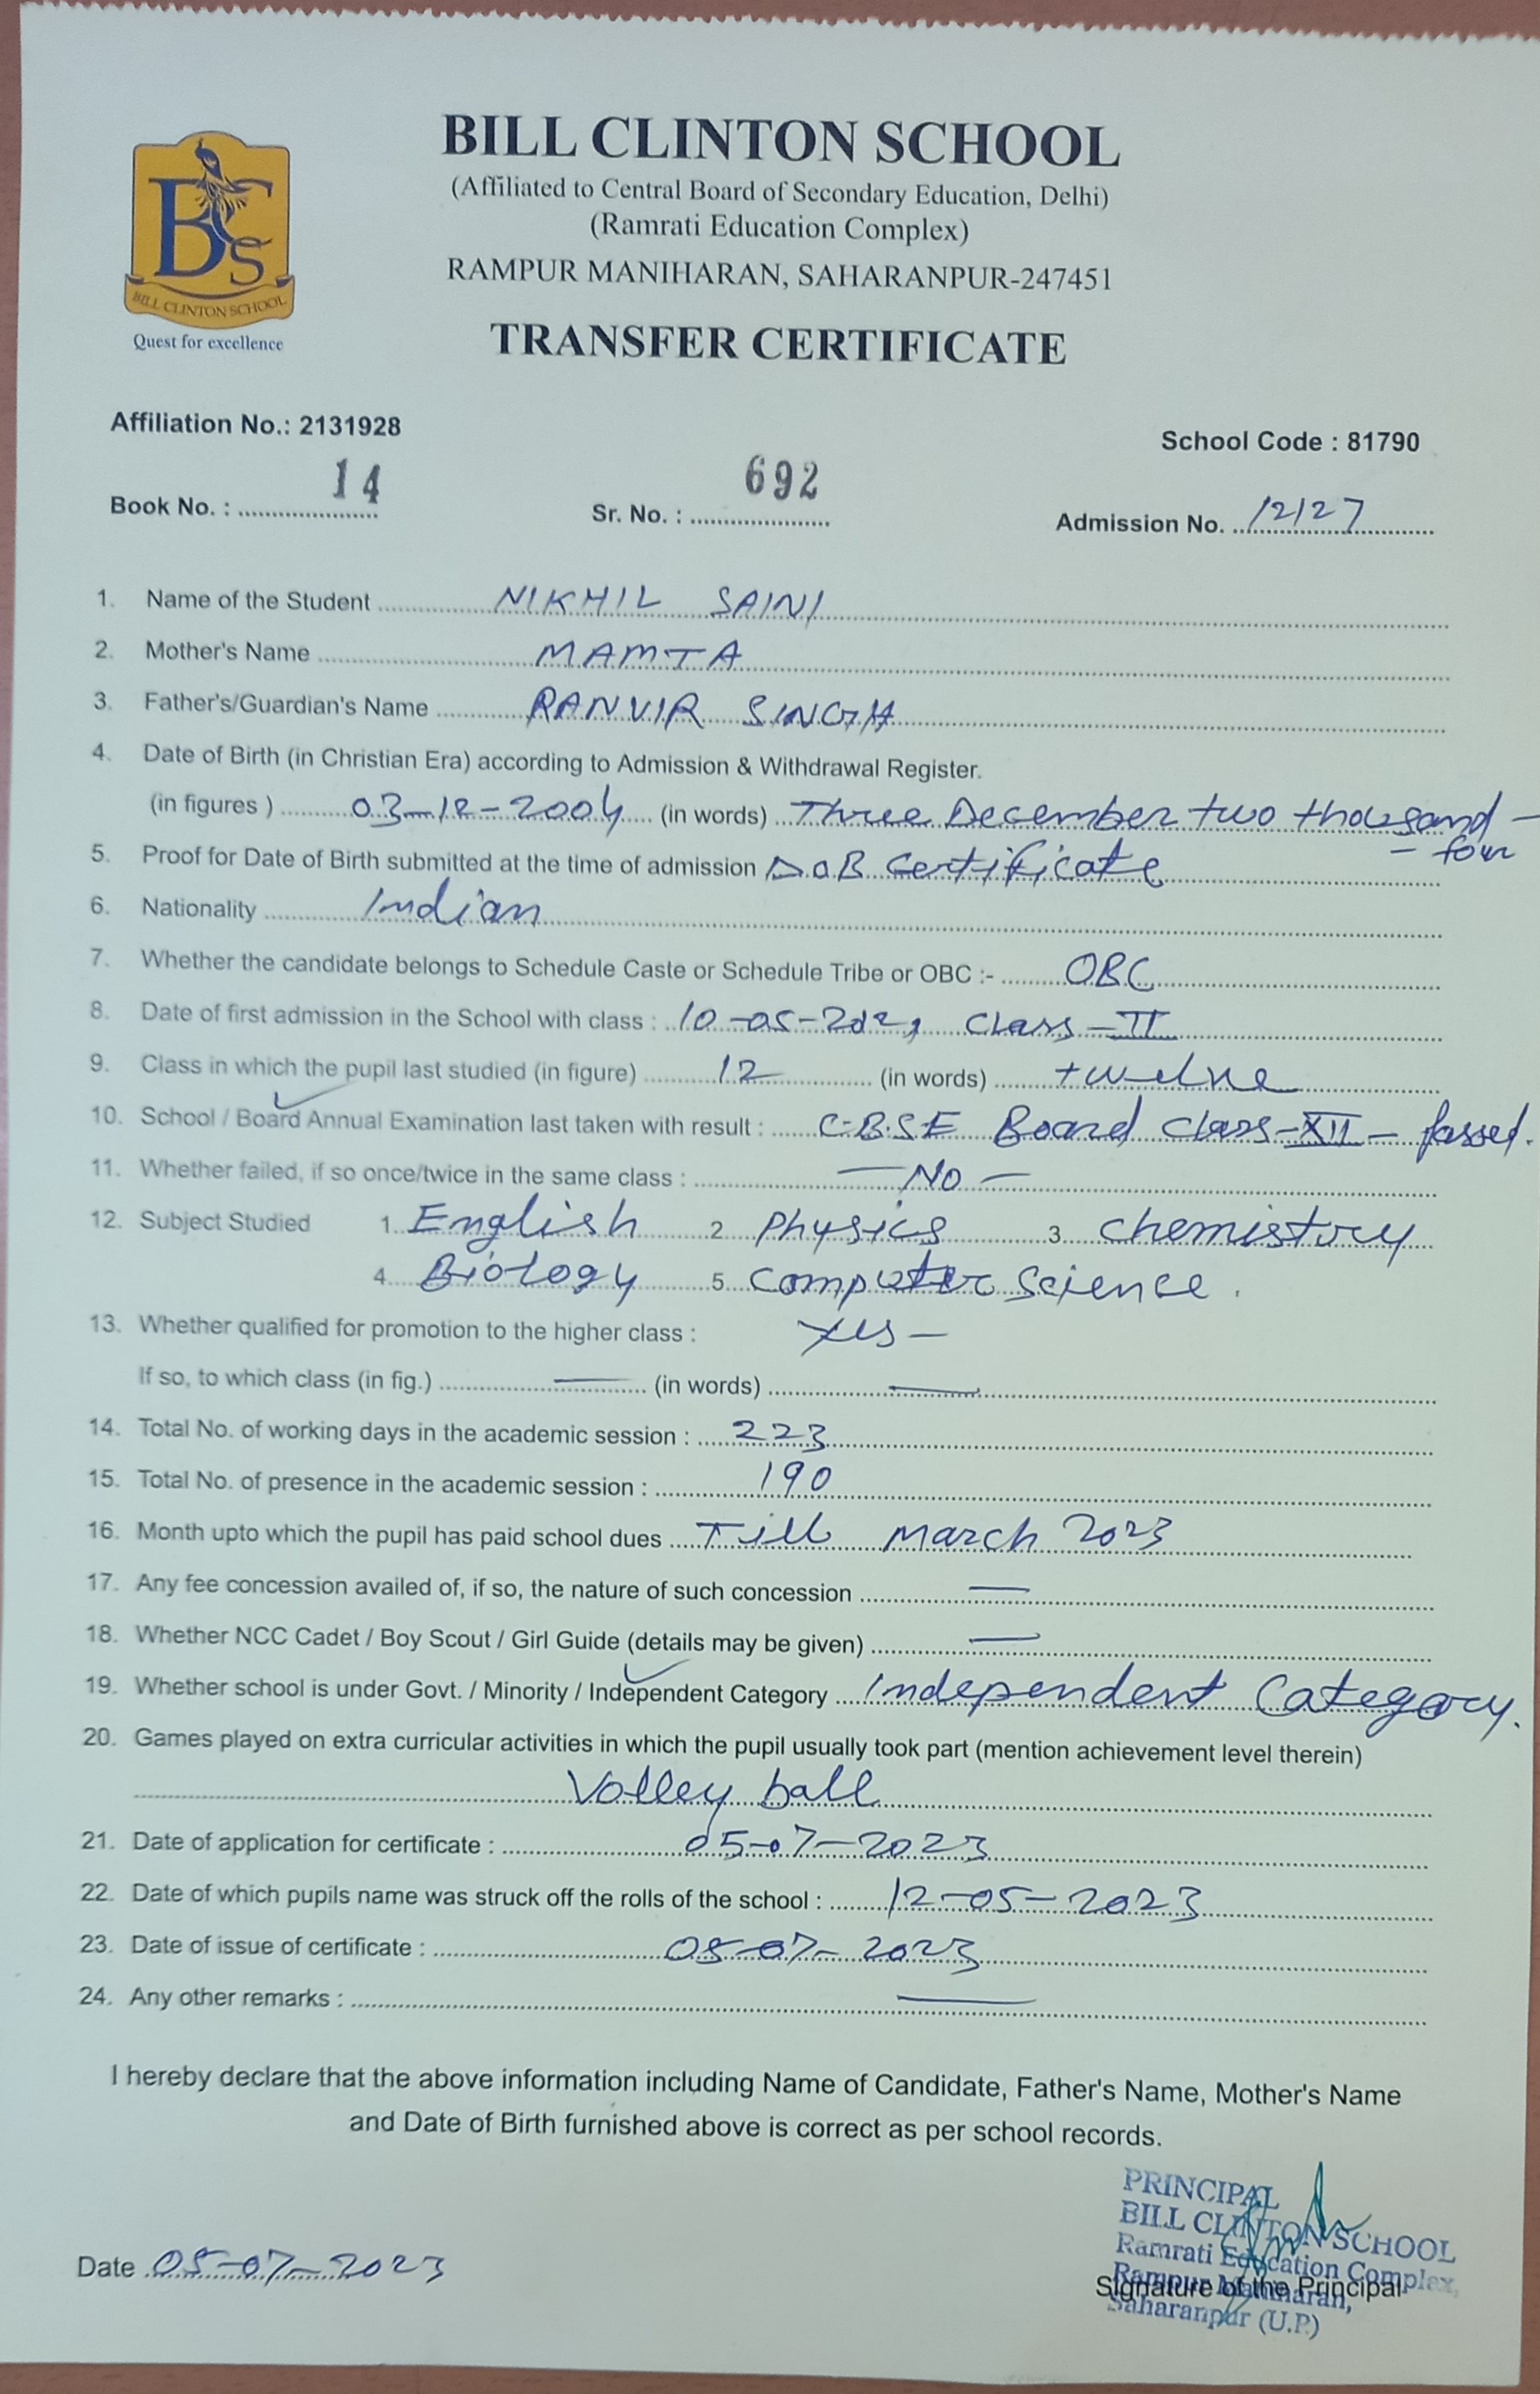 BILL CLINTON SCHOOL
(Affiliated to Central Board of Secondary Education, Delhi)
(Ramrati Education Complex)
RAMPUR MANIHARAN, SAHARANPUR-247451
BCS
BILL CLINTON SCHOOL
Quest for excellence
TRANSFER CERTIFICATE
Affiliation No.: 2131928
School Code : 81790
Book No. : 14 Sr. No. : 692 Admission No. 12127
1. Name of the Student NIKHIL SAINI
2. Mother's Name MAMTA
3. Father's/Guardian's Name RANVIR SINGH
4. Date of Birth (in Christian Era) according to Admission & Withdrawal Register.
(in figures ) 03-12-2004 (in words) Three December two thousand -
- four
5. Proof for Date of Birth submitted at the time of admission D.O.B Certificate
6. Nationality Indian
7. Whether the candidate belongs to Schedule Caste or Schedule Tribe or OBC :- OBC
8. Date of first admission in the School with class : 10-05-2021 Class - II
9. Class in which the pupil last studied (in figure) 12 (in words) twelve
10. School / Board Annual Examination last taken with result : C.B.S.E Board Class-XII - passed.
11. Whether failed, if so once/twice in the same class : — No —
12. Subject Studied 1. English 2. Physics 3. Chemistory
4. Biology 5. Computer Science.
13. Whether qualified for promotion to the higher class : Yes -
If so, to which class (in fig.) — (in words) —
14. Total No. of working days in the academic session : 223
15. Total No. of presence in the academic session : 190
16. Month upto which the pupil has paid school dues Till March 2023
17. Any fee concession availed of, if so, the nature of such concession —
18. Whether NCC Cadet / Boy Scout / Girl Guide (details may be given) —
19. Whether school is under Govt. / Minority / Independent Category Independent Category.
20. Games played on extra curricular activities in which the pupil usually took part (mention achievement level therein)
Volley ball
21. Date of application for certificate : 05-07-2023
22. Date of which pupils name was struck off the rolls of the school : 12-05-2023
23. Date of issue of certificate : 05-07-2023
24. Any other remarks : —
I hereby declare that the above information including Name of Candidate, Father's Name, Mother's Name
and Date of Birth furnished above is correct as per school records.
PRINCIPAL
BILL CLINTON SCHOOL
Ramrati Education Complex,
Rampur Maniharan,
Saharanpur (U.P.)
Date 05-07-2023
Signature of the Principal